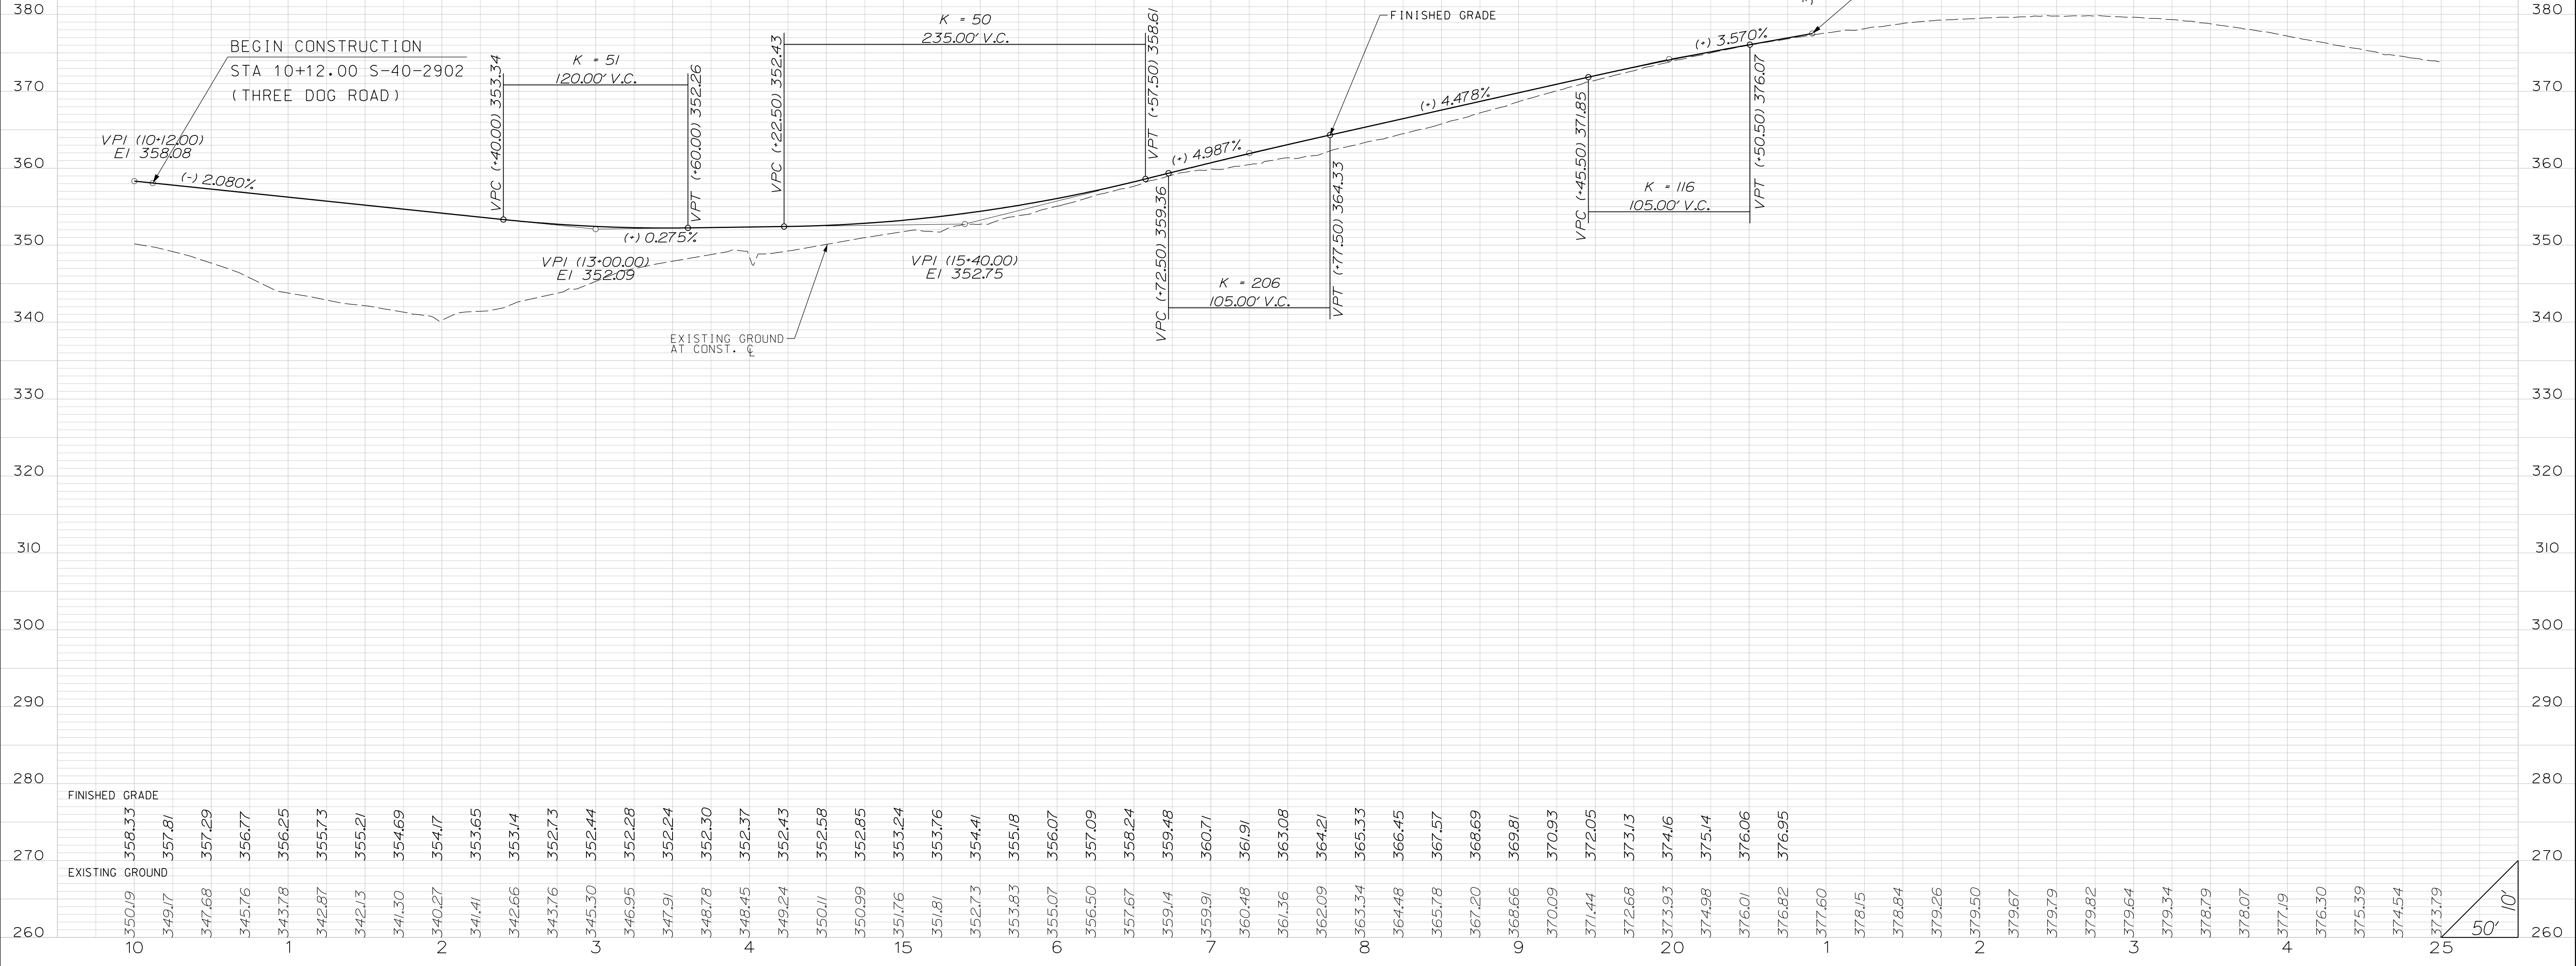 380
370
360
350
340
330
320
310
300
290
280
270
260
BEGIN CONSTRUCTION
STA 10+12.00 S-40-2902
(THREE DOG ROAD)
VPI (10+12.00)
El 358.08
(-) 2.080%
VPC (+40.00) 353.34
K = 51
120.00' V.C.
VPT (+60.00) 352.26
(+) 0.275%
VPI (13+00.00)
El 352.09
VPC (+22.50) 352.43
K = 50
235.00' V.C.
VPT (+57.50) 358.61
VPI (15+40.00)
El 352.75
EXISTING GROUND
AT CONST. ℄
(+) 4.987%
VPC (+72.50) 359.36
K = 206
105.00' V.C.
VPT (+77.50) 364.33
FINISHED GRADE
(+) 4.478%
VPC (+45.50) 371.85
K = 116
105.00' V.C.
VPT (+50.50) 376.07
(+) 3.570%
380
370
360
350
340
330
320
310
300
290
280
270
260
FINISHED GRADE
358.33 357.81 357.29 356.77 356.25 355.73 355.21 354.69 354.17 353.65 353.14 352.73 352.44 352.28 352.24 352.30 352.37 352.43 352.58 352.85 353.24 353.76 354.41 355.18 356.07 357.09 358.24 359.48 360.71 361.91 363.08 364.21 365.33 366.45 367.57 368.69 369.81 370.93 372.05 373.13 374.16 375.14 376.06 376.95
EXISTING GROUND
350.19 349.17 347.68 345.76 343.78 342.87 342.13 341.30 340.27 341.41 342.66 343.76 345.30 346.95 347.91 348.78 348.45 349.24 350.11 350.99 351.76 351.81 352.73 353.83 355.07 356.50 357.67 359.14 359.91 360.48 361.36 362.09 363.34 364.48 365.78 367.20 368.66 370.09 371.44 372.68 373.93 374.98 376.01 376.82 377.60 378.15 378.84 379.26 379.50 379.67 379.79 379.82 379.64 379.34 378.79 378.07 377.19 376.30 375.39 374.54 373.79
10 1 2 3 4 15 6 7 8 9 20 1 2 3 4 25
10'
50'